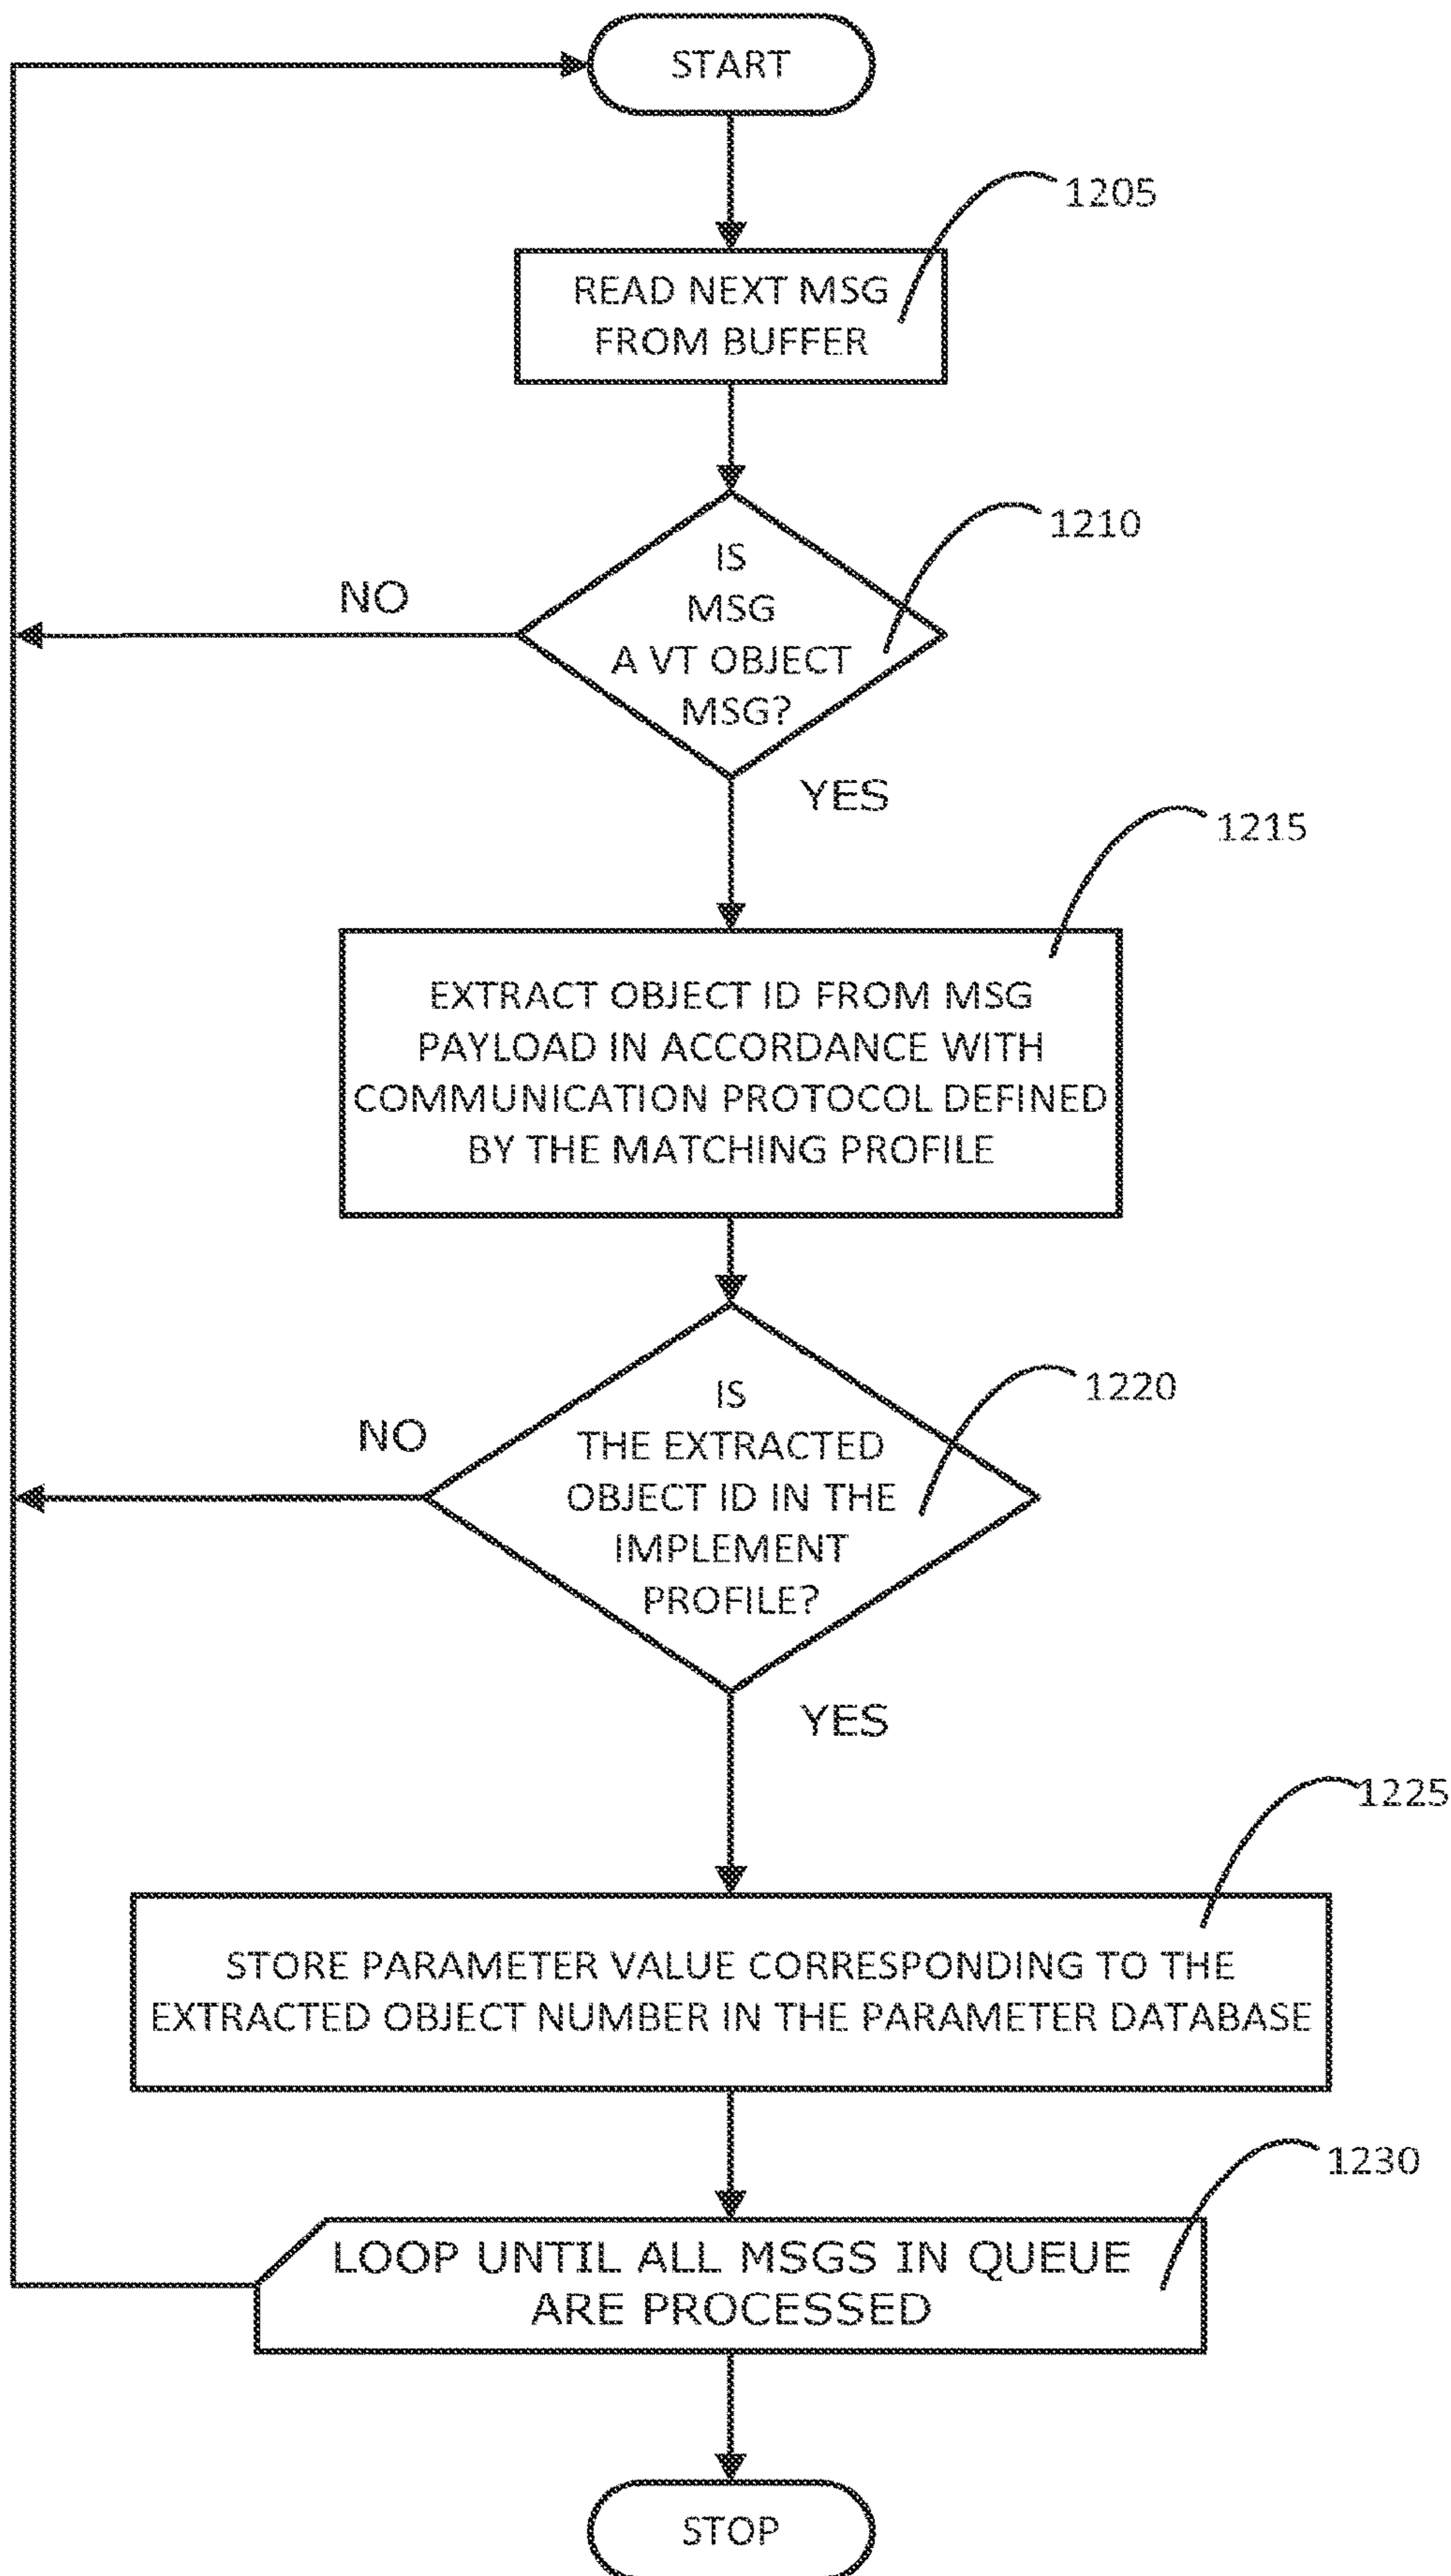 START
1205
READ NEXT MSG
FROM BUFFER
1210
IS
MSG
A VT OBJECT
MSG?
NO
YES
1215
EXTRACT OBJECT ID FROM MSG
PAYLOAD IN ACCORDANCE WITH
COMMUNICATION PROTOCOL DEFINED
BY THE MATCHING PROFILE
1220
IS
THE EXTRACTED
OBJECT ID IN THE
IMPLEMENT
PROFILE?
NO
YES
1225
STORE PARAMETER VALUE CORRESPONDING TO THE
EXTRACTED OBJECT NUMBER IN THE PARAMETER DATABASE
1230
LOOP UNTIL ALL MSGS IN QUEUE
ARE PROCESSED
STOP